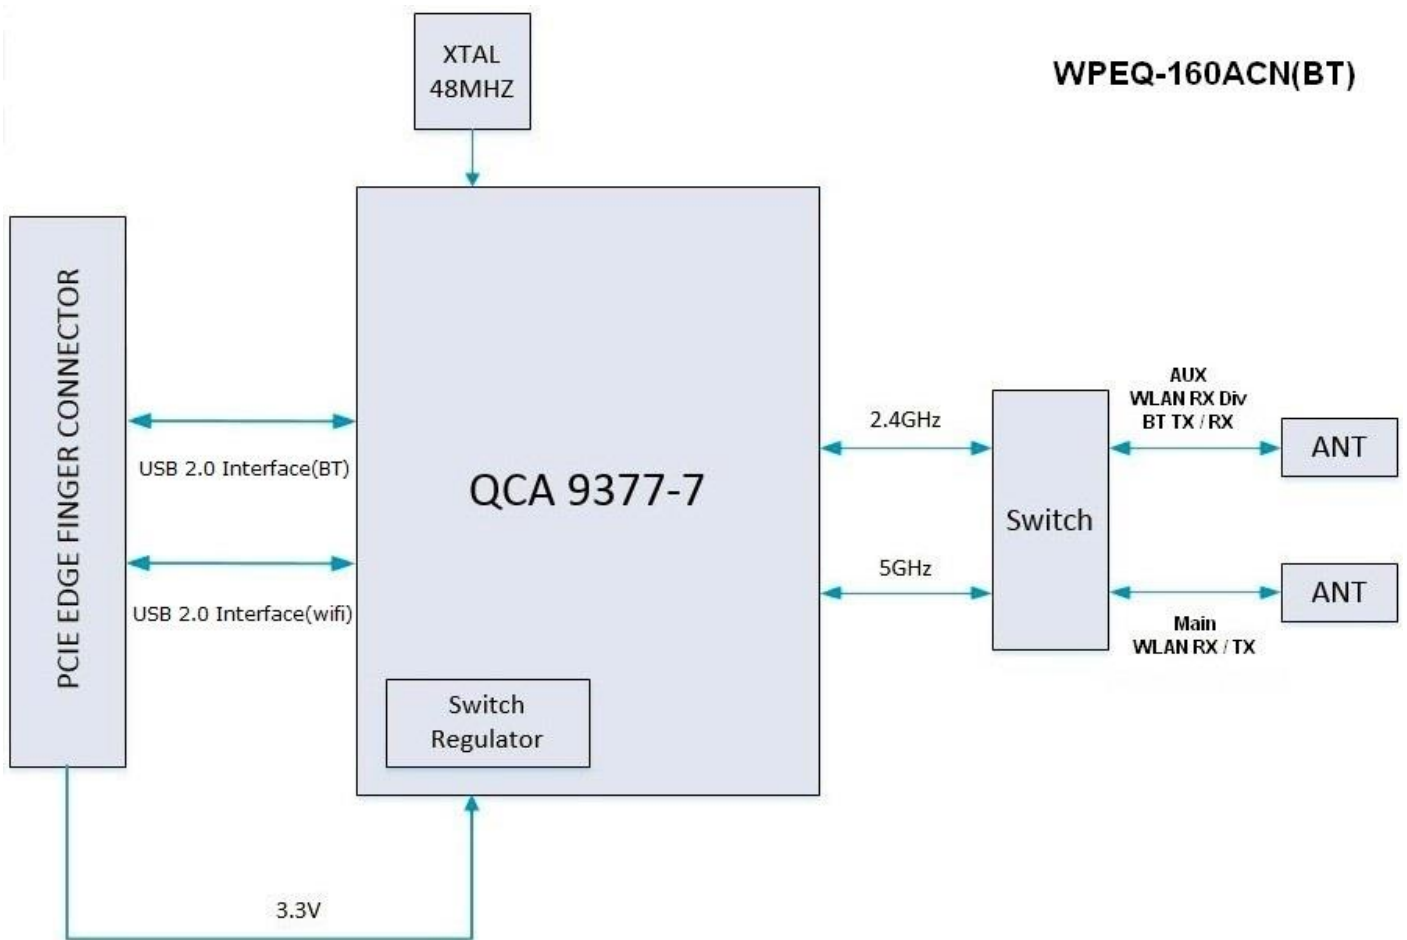 XTAL
48MHZ
WPEQ-160ACN(BT)
PCIE EDGE FINGER CONNECTOR
USB 2.0 Interface(BT)
USB 2.0 Interface(wifi)
QCA 9377-7
Switch
Regulator
3.3V
2.4GHz
5GHz
Switch
AUX
WLAN RX Div
BT TX / RX
ANT
ANT
Main
WLAN RX / TX